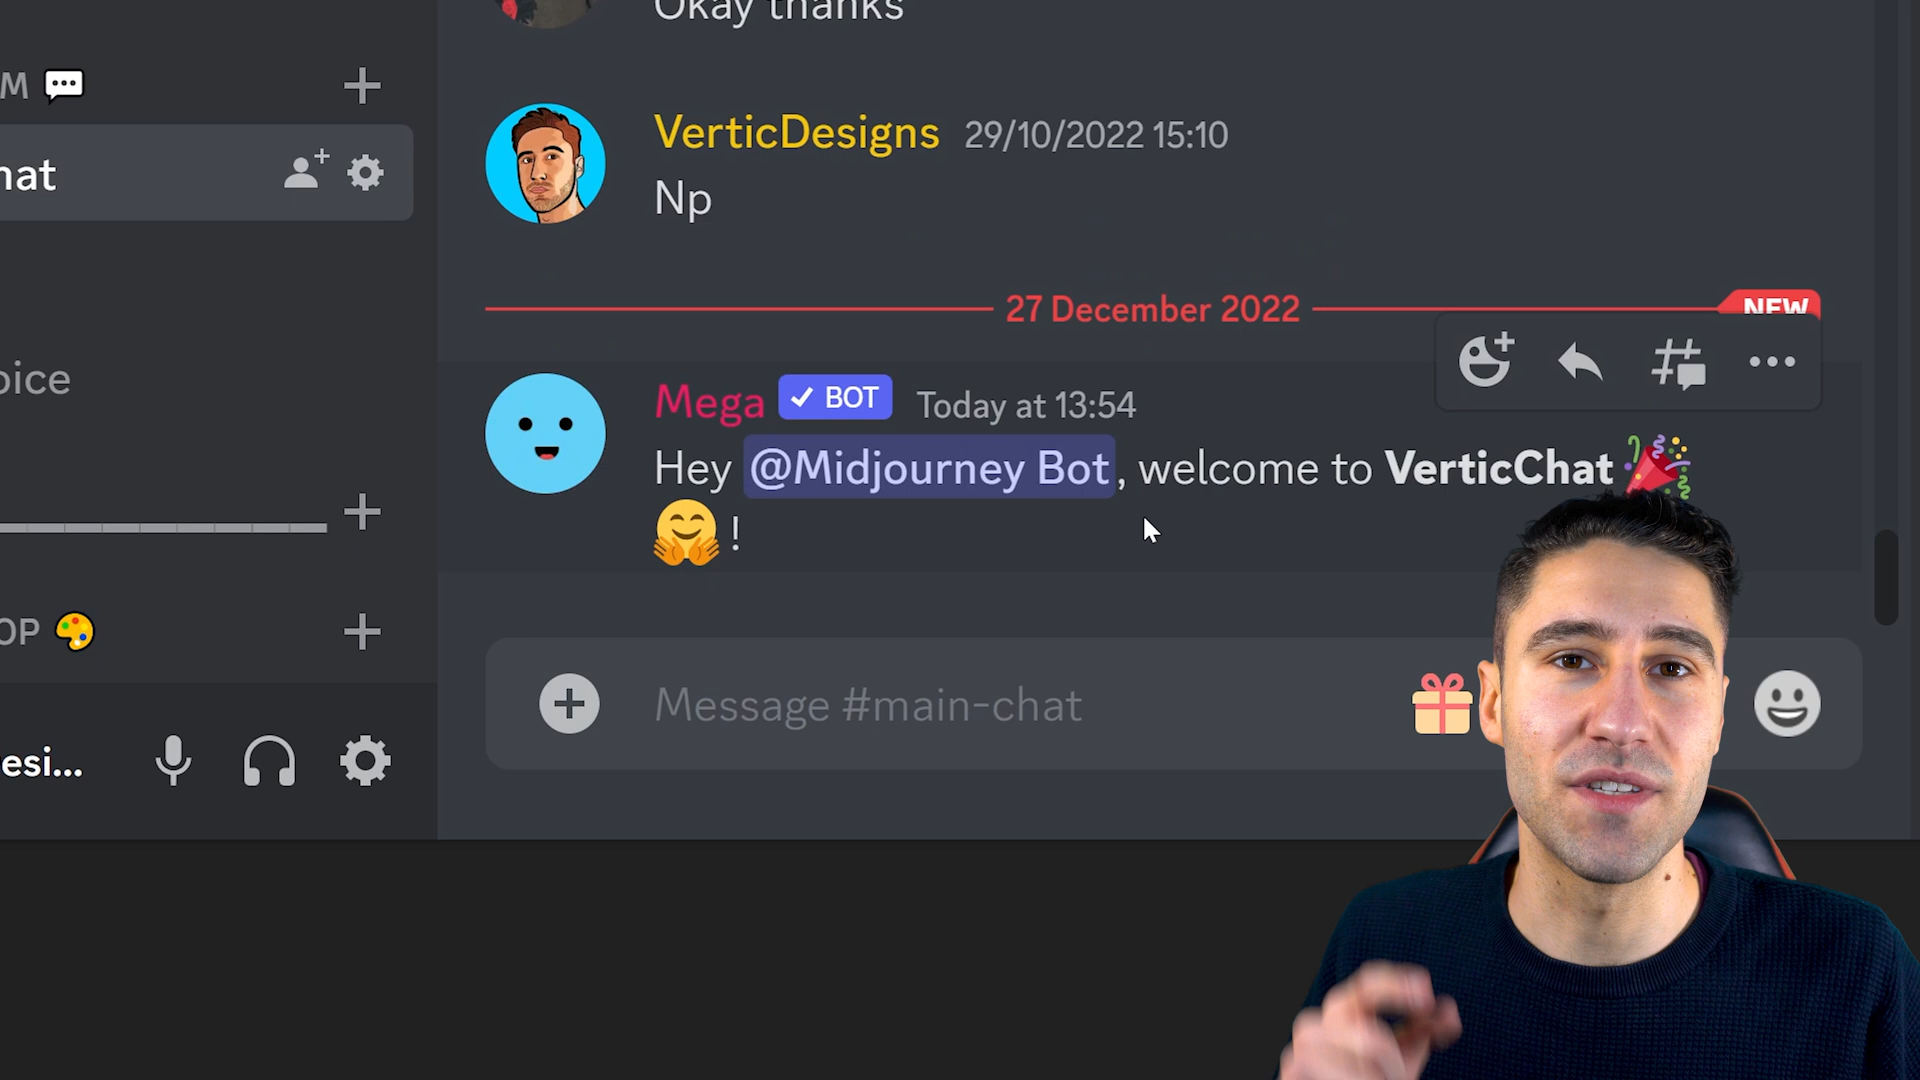 Okay thanks
M
VerticDesigns 29/10/2022 15:10
hat
Np
27 December 2022 NEW
oice
Mega ✓ BOT Today at 13:54
Hey @Midjourney Bot, welcome to VerticChat 🎉
🤗 !
OP
Message #main-chat
esi...